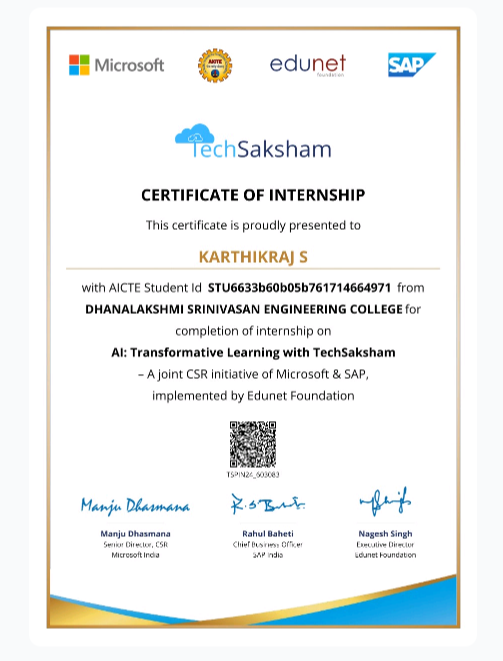 Microsoft
AICTE
edunet
foundation
SAP
TechSaksham
CERTIFICATE OF INTERNSHIP
This certificate is proudly presented to
KARTHIKRAJ S
with AICTE Student Id STU6633b60b05b761714664971 from
DHANALAKSHMI SRINIVASAN ENGINEERING COLLEGE for
completion of internship on
AI: Transformative Learning with TechSaksham
– A joint CSR initiative of Microsoft & SAP,
implemented by Edunet Foundation
TSPIN24_603083
Manju Dhasmana
Manju Dhasmana
Rahul Baheti
Nagesh Singh
Senior Director, CSR
Chief Business Officer
Executive Director
Microsoft India
SAP India
Edunet Foundation